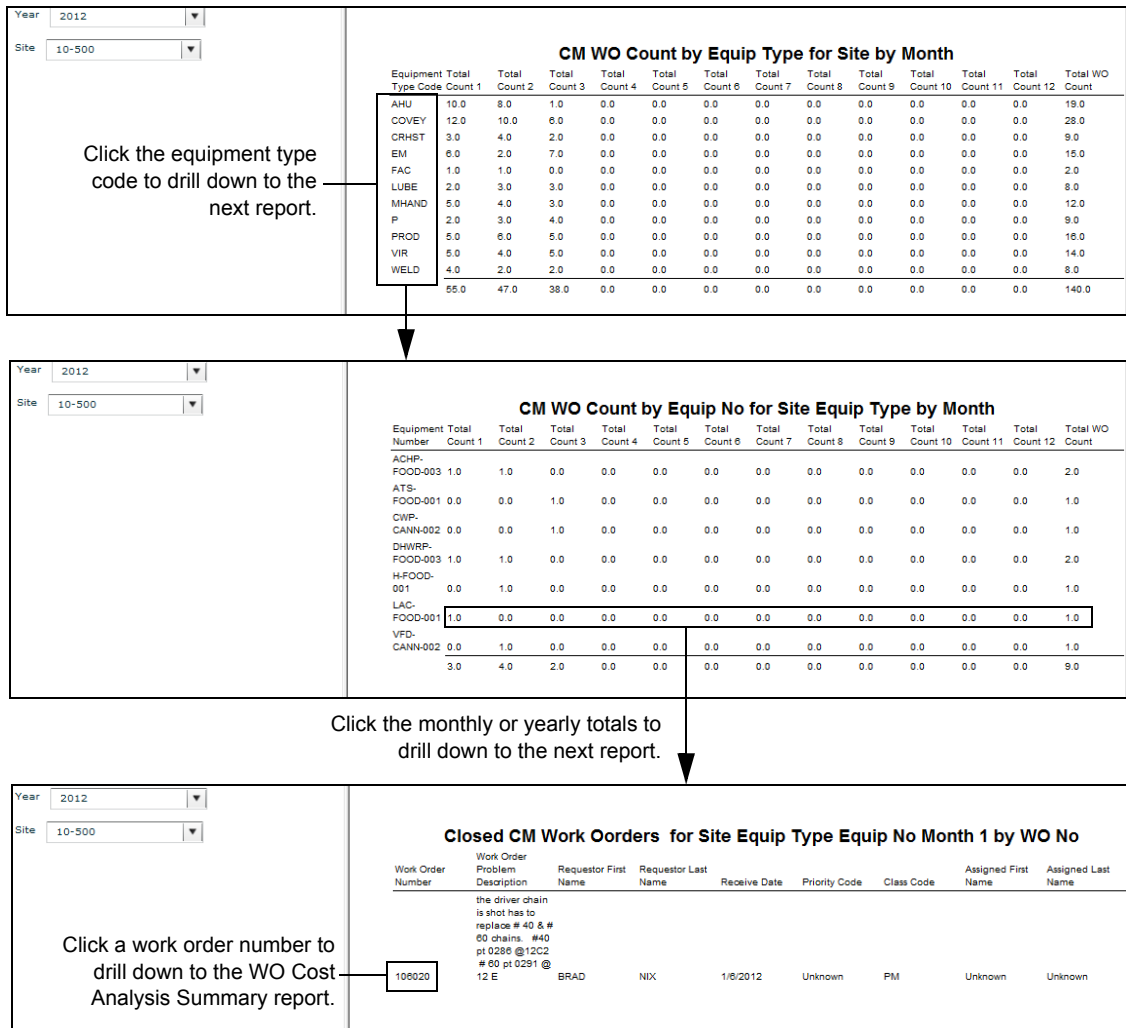 Year 2012
Site 10-500
CM WO Count by Equip Type for Site by Month
Equipment Total Total Total Total Total Total Total Total Total Total Total Total Total WO
Type Code Count 1 Count 2 Count 3 Count 4 Count 5 Count 6 Count 7 Count 8 Count 9 Count 10 Count 11 Count 12 Count
AHU 10.0 8.0 1.0 0.0 0.0 0.0 0.0 0.0 0.0 0.0 0.0 0.0 19.0
COVEY 12.0 10.0 6.0 0.0 0.0 0.0 0.0 0.0 0.0 0.0 0.0 0.0 28.0
CRHST 3.0 4.0 2.0 0.0 0.0 0.0 0.0 0.0 0.0 0.0 0.0 0.0 9.0
EM 6.0 2.0 7.0 0.0 0.0 0.0 0.0 0.0 0.0 0.0 0.0 0.0 15.0
FAC 1.0 1.0 0.0 0.0 0.0 0.0 0.0 0.0 0.0 0.0 0.0 0.0 2.0
LUBE 2.0 3.0 3.0 0.0 0.0 0.0 0.0 0.0 0.0 0.0 0.0 0.0 8.0
MHAND 5.0 4.0 3.0 0.0 0.0 0.0 0.0 0.0 0.0 0.0 0.0 0.0 12.0
P 2.0 3.0 4.0 0.0 0.0 0.0 0.0 0.0 0.0 0.0 0.0 0.0 9.0
PROD 5.0 6.0 5.0 0.0 0.0 0.0 0.0 0.0 0.0 0.0 0.0 0.0 16.0
VIR 5.0 4.0 5.0 0.0 0.0 0.0 0.0 0.0 0.0 0.0 0.0 0.0 14.0
WELD 4.0 2.0 2.0 0.0 0.0 0.0 0.0 0.0 0.0 0.0 0.0 0.0 8.0
55.0 47.0 38.0 0.0 0.0 0.0 0.0 0.0 0.0 0.0 0.0 0.0 140.0
Click the equipment type
code to drill down to the
next report.
Year 2012
Site 10-500
CM WO Count by Equip No for Site Equip Type by Month
Equipment Total Total Total Total Total Total Total Total Total Total Total Total Total WO
Number Count 1 Count 2 Count 3 Count 4 Count 5 Count 6 Count 7 Count 8 Count 9 Count 10 Count 11 Count 12 Count
ACHP-
FOOD-003 1.0 1.0 0.0 0.0 0.0 0.0 0.0 0.0 0.0 0.0 0.0 0.0 2.0
ATS-
FOOD-001 0.0 0.0 1.0 0.0 0.0 0.0 0.0 0.0 0.0 0.0 0.0 0.0 1.0
CWP-
CANN-002 0.0 0.0 1.0 0.0 0.0 0.0 0.0 0.0 0.0 0.0 0.0 0.0 1.0
DHWRP-
FOOD-003 1.0 1.0 0.0 0.0 0.0 0.0 0.0 0.0 0.0 0.0 0.0 0.0 2.0
H-FOOD-
001 0.0 1.0 0.0 0.0 0.0 0.0 0.0 0.0 0.0 0.0 0.0 0.0 1.0
LAC-
FOOD-001 1.0 0.0 0.0 0.0 0.0 0.0 0.0 0.0 0.0 0.0 0.0 0.0 1.0
VFD-
CANN-002 0.0 1.0 0.0 0.0 0.0 0.0 0.0 0.0 0.0 0.0 0.0 0.0 1.0
3.0 4.0 2.0 0.0 0.0 0.0 0.0 0.0 0.0 0.0 0.0 0.0 9.0
Click the monthly or yearly totals to
drill down to the next report.
Year 2012
Site 10-500
Closed CM Work Oorders for Site Equip Type Equip No Month 1 by WO No
Work Order
Work Order Problem Requestor First Requestor Last Assigned First Assigned Last
Number Description Name Name Receive Date Priority Code Class Code Name Name
the driver chain
is shot has to
replace # 40 & #
60 chains. #40
pt 0286 @12C2
# 60 pt 0291 @
106020 12 E BRAD NIX 1/6/2012 Unknown PM Unknown Unknown
Click a work order number to
drill down to the WO Cost
Analysis Summary report.